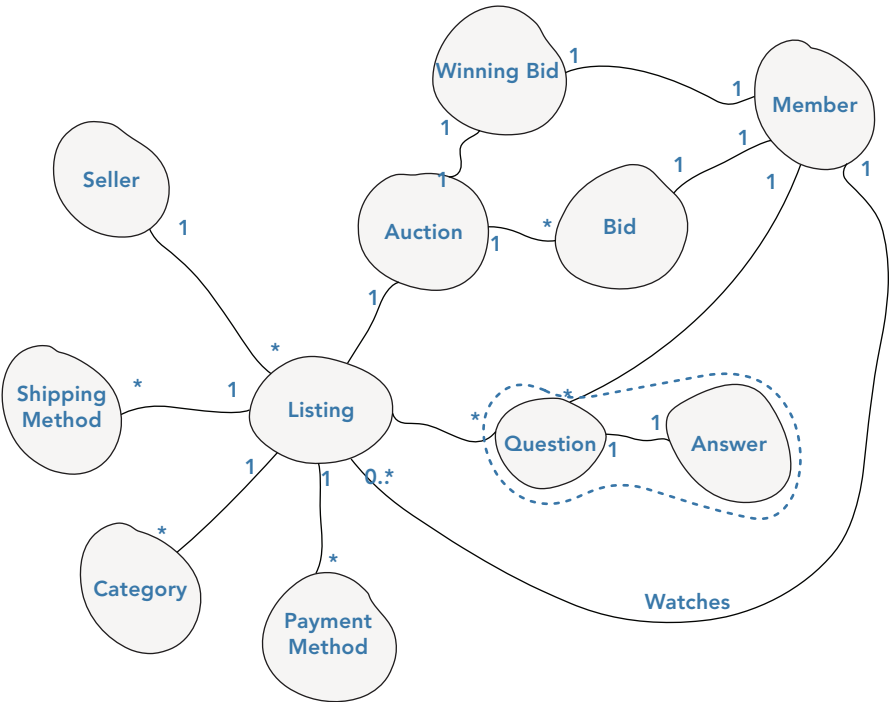 Winning Bid
1
1
Member
1
1
1
1
1
Seller
1
1
Auction
1
*
Bid
1
*
Shipping
Method
*
1
Listing
*
*
Question
1
1
Answer
1
1
0..*
*
Category
*
Payment
Method
Watches